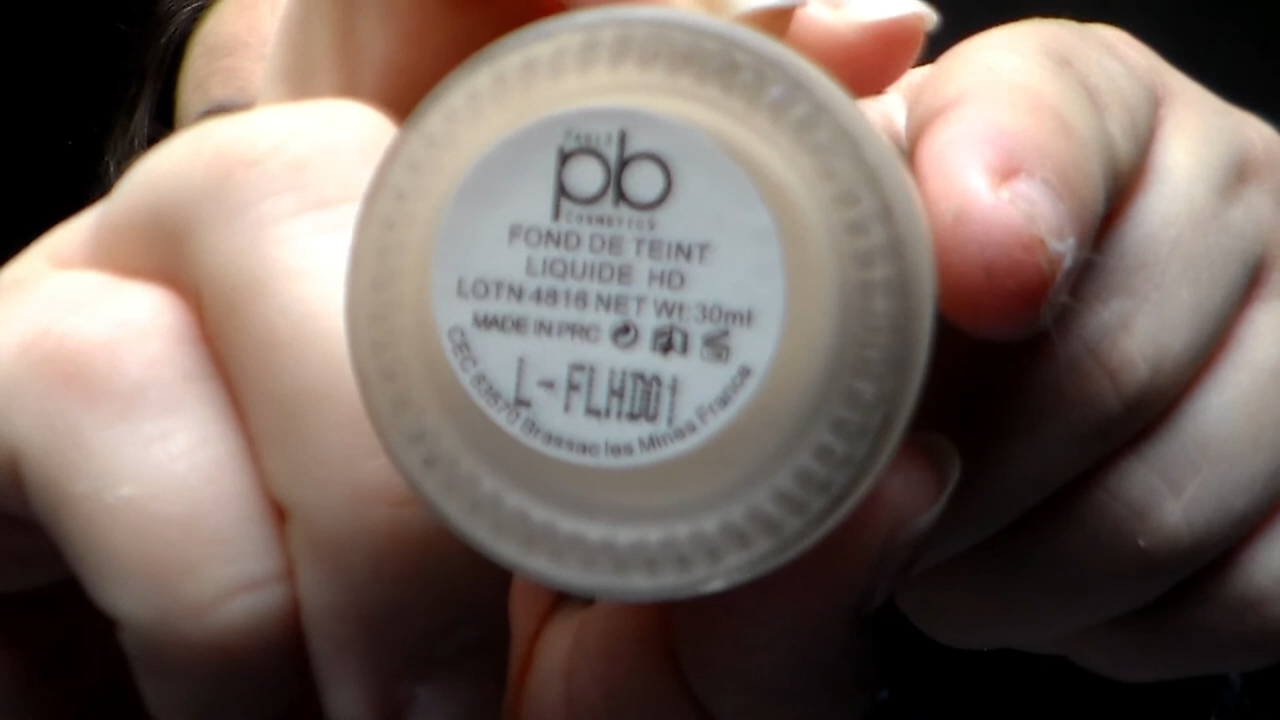 pb
COSMETICS
FOND DE TEINT
LIQUIDE HD
LOTN:4816 NET Wt:30ml
MADE IN PRC
L-FLHD01
CEC 63570 Brassac les Mines France